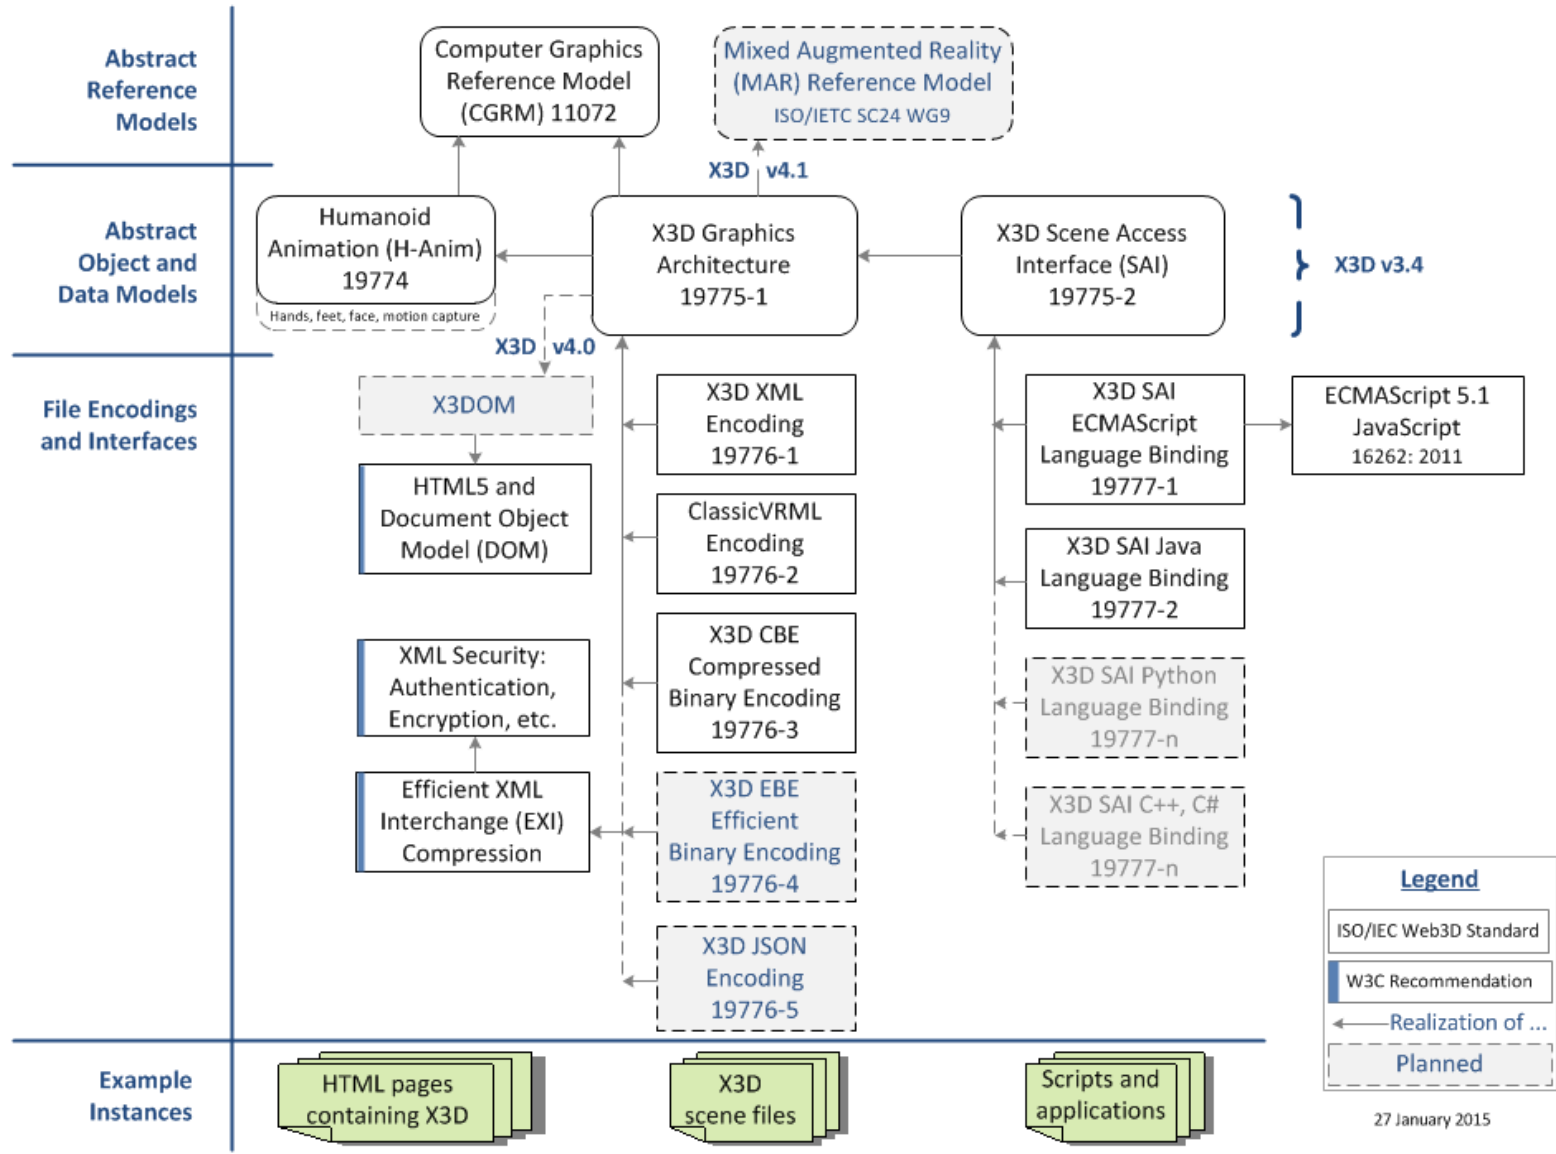 Abstract
Reference
Models
Computer Graphics
Reference Model
(CGRM) 11072
Mixed Augmented Reality
(MAR) Reference Model
ISO/IETC SC24 WG9
X3D v4.1
Abstract
Object and
Data Models
Humanoid
Animation (H-Anim)
19774
Hands, feet, face, motion capture
X3D Graphics
Architecture
19775-1
X3D Scene Access
Interface (SAI)
19775-2
X3D v3.4
X3D v4.0
File Encodings
and Interfaces
X3DOM
HTML5 and
Document Object
Model (DOM)
XML Security:
Authentication,
Encryption, etc.
Efficient XML
Interchange (EXI)
Compression
X3D XML
Encoding
19776-1
ClassicVRML
Encoding
19776-2
X3D CBE
Compressed
Binary Encoding
19776-3
X3D EBE
Efficient
Binary Encoding
19776-4
X3D JSON
Encoding
19776-5
X3D SAI
ECMAScript
Language Binding
19777-1
X3D SAI Java
Language Binding
19777-2
X3D SAI Python
Language Binding
19777-n
X3D SAI C++, C#
Language Binding
19777-n
ECMAScript 5.1
JavaScript
16262: 2011
Legend
ISO/IEC Web3D Standard
W3C Recommendation
Realization of ...
Planned
27 January 2015
Example
Instances
HTML pages
containing X3D
X3D
scene files
Scripts and
applications